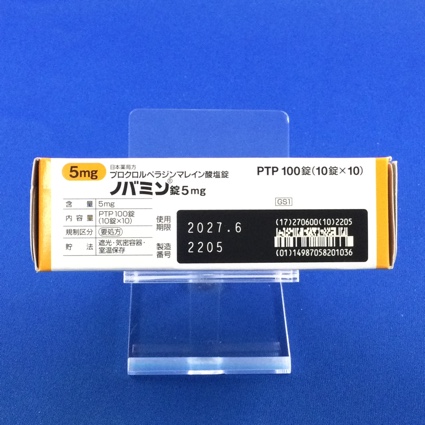 5mg
日本薬局方
プロクロルペラジンマレイン酸塩錠
ノバミン®錠5mg
PTP 100錠(10錠×10)
含量 5mg
内容量 PTP100錠
(10錠×10)
規制区分 要処方
貯法 遮光・気密容器・
室温保存
使用
期限 2027.6
製造
番号 2205
GS1
(17)270600(10)2205
(01)14987058201036